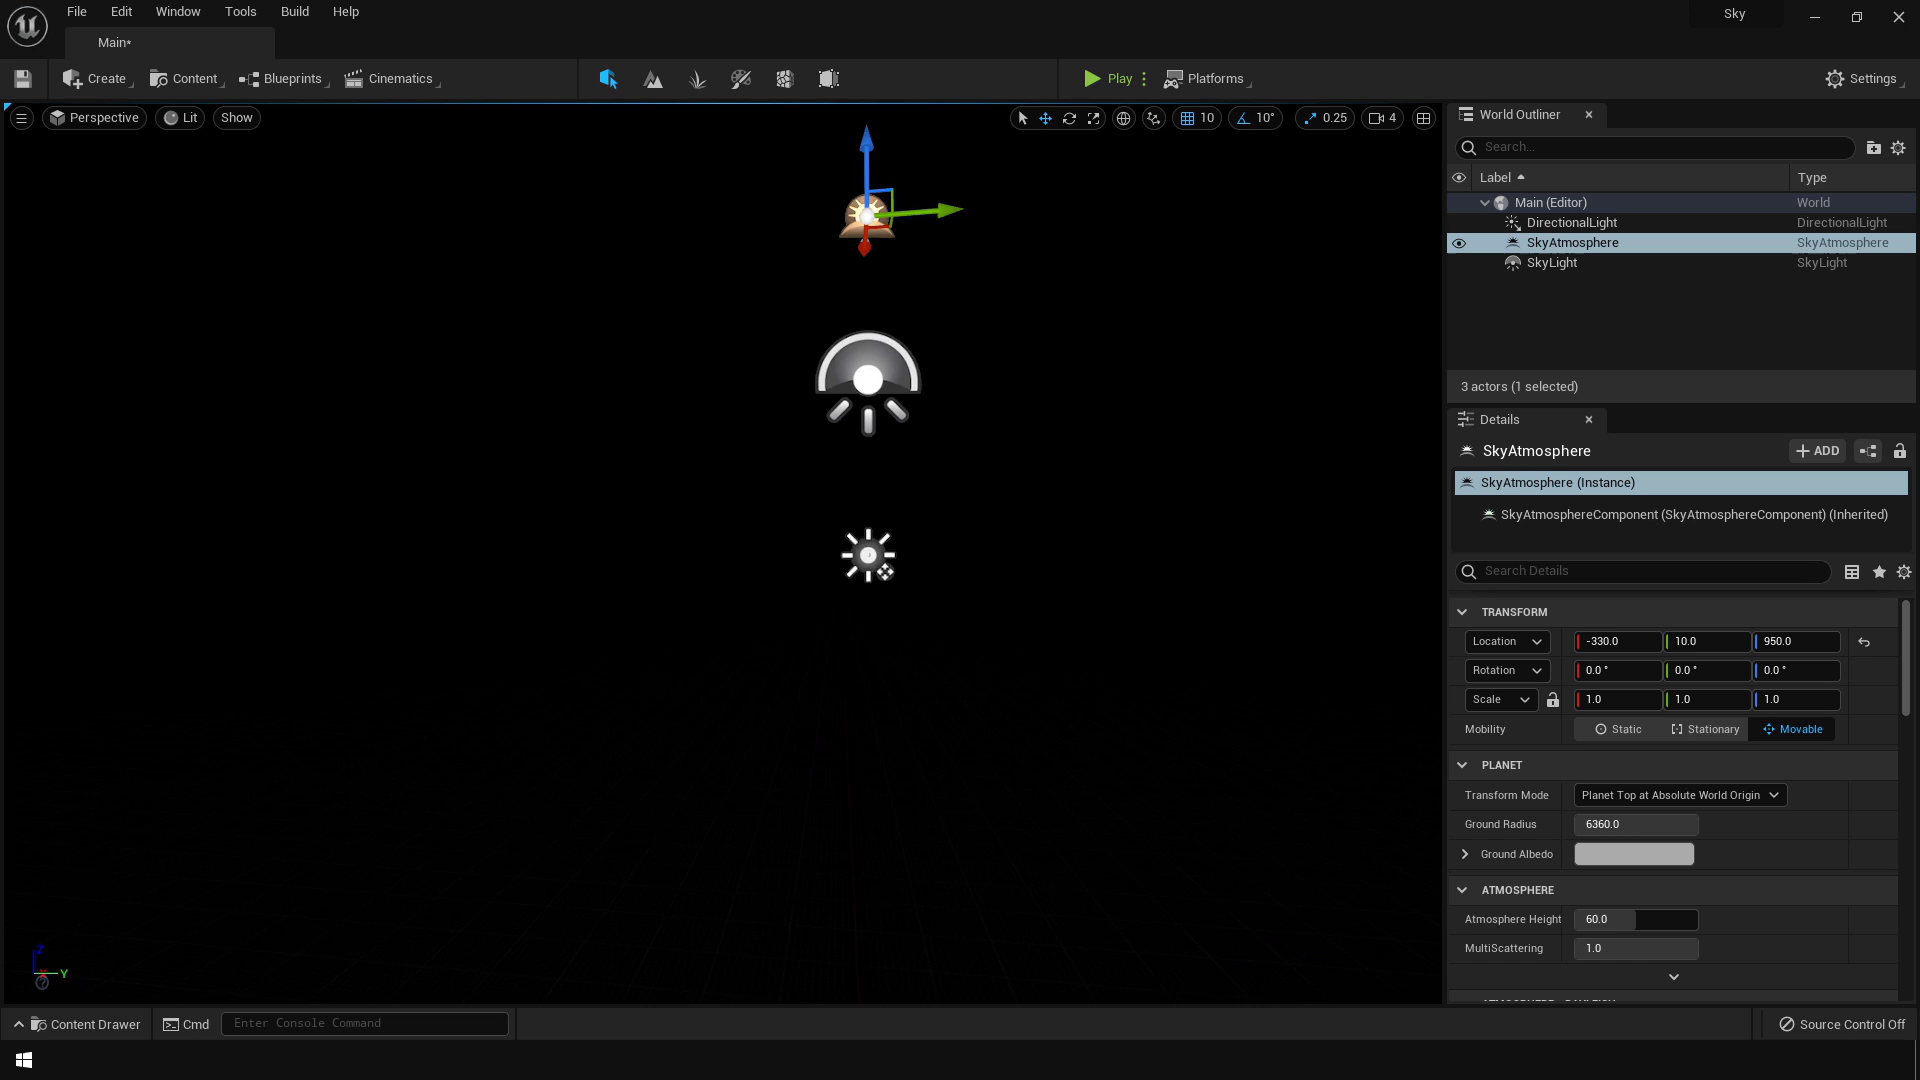 File Edit Window Tools Build Help
Sky
Main*
Create Content Blueprints Cinematics
Play Platforms Settings
Perspective Lit Show
10 10° 0.25 4
World Outliner
Search...
Label Type
Main (Editor) World
DirectionalLight DirectionalLight
SkyAtmosphere SkyAtmosphere
SkyLight SkyLight
3 actors (1 selected)
Details
SkyAtmosphere ADD
SkyAtmosphere (Instance)
SkyAtmosphereComponent (SkyAtmosphereComponent) (Inherited)
Search Details
TRANSFORM
Location -330.0 10.0 950.0
Rotation 0.0 ° 0.0 ° 0.0 °
Scale 1.0 1.0 1.0
Mobility Static Stationary Movable
PLANET
Transform Mode Planet Top at Absolute World Origin
Ground Radius 6360.0
Ground Albedo
ATMOSPHERE
Atmosphere Height 60.0
MultiScattering 1.0
Z
Y
Content Drawer Cmd Enter Console Command
Source Control Off